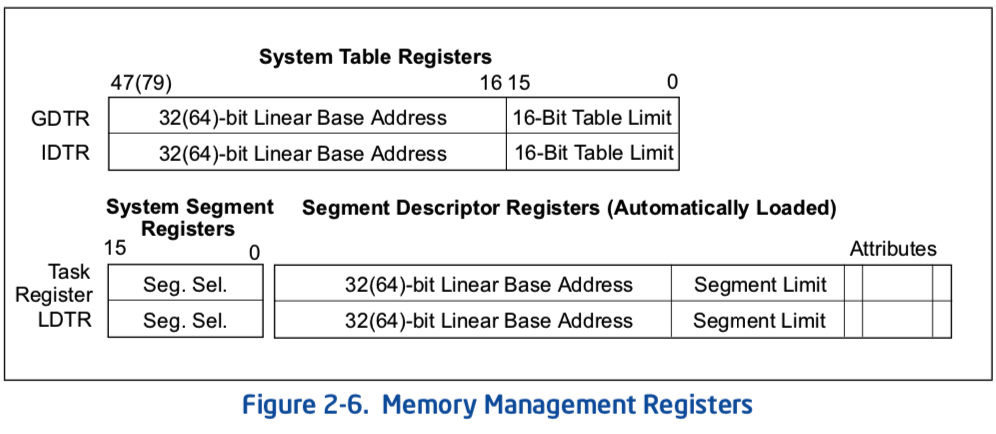 System Table Registers
47(79) 16 15 0
GDTR 32(64)-bit Linear Base Address 16-Bit Table Limit
IDTR 32(64)-bit Linear Base Address 16-Bit Table Limit
System Segment Registers Segment Descriptor Registers (Automatically Loaded)
15 0 Attributes
Task Register Seg. Sel. 32(64)-bit Linear Base Address Segment Limit
LDTR Seg. Sel. 32(64)-bit Linear Base Address Segment Limit
Figure 2-6. Memory Management Registers